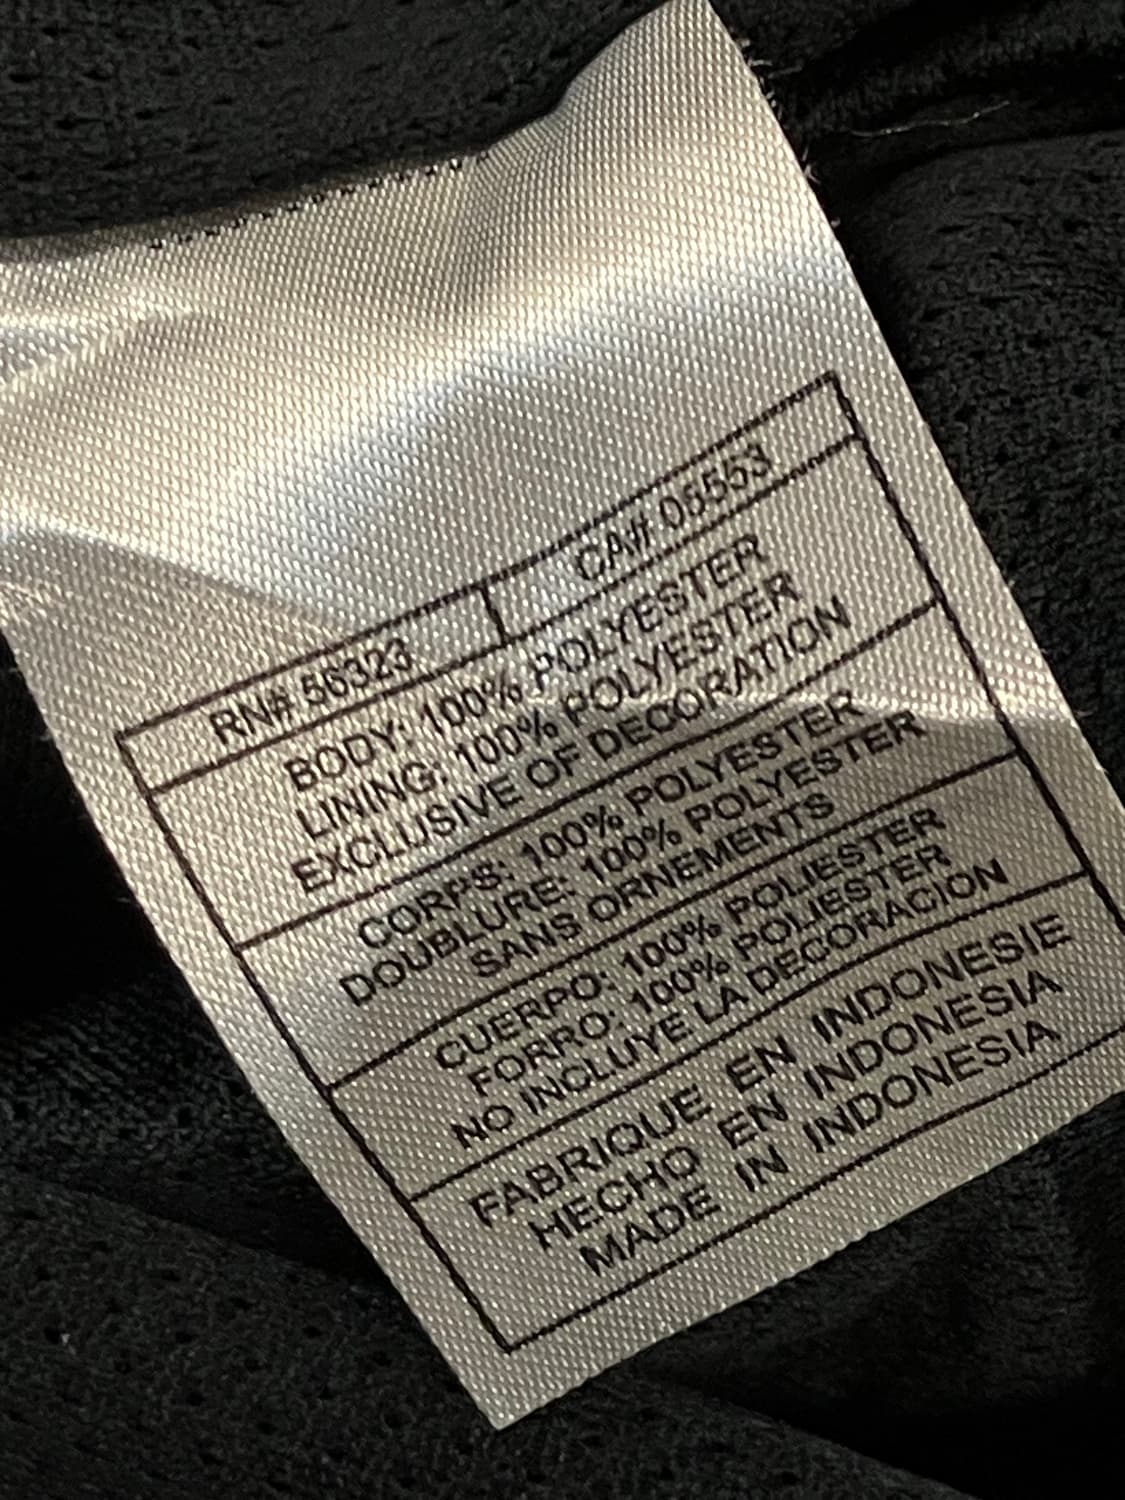 RN# 56323 CA# 05553
BODY: 100% POLYESTER
LINING: 100% POLYESTER
EXCLUSIVE OF DECORATION
CORPS: 100% POLYESTER
DOUBLURE: 100% POLYESTER
SANS ORNEMENTS
CUERPO: 100% POLIESTER
FORRO: 100% POLIESTER
NO INCLUYE LA DECORACION
FABRIQUE EN INDONESIE
HECHO EN INDONESIA
MADE IN INDONESIA